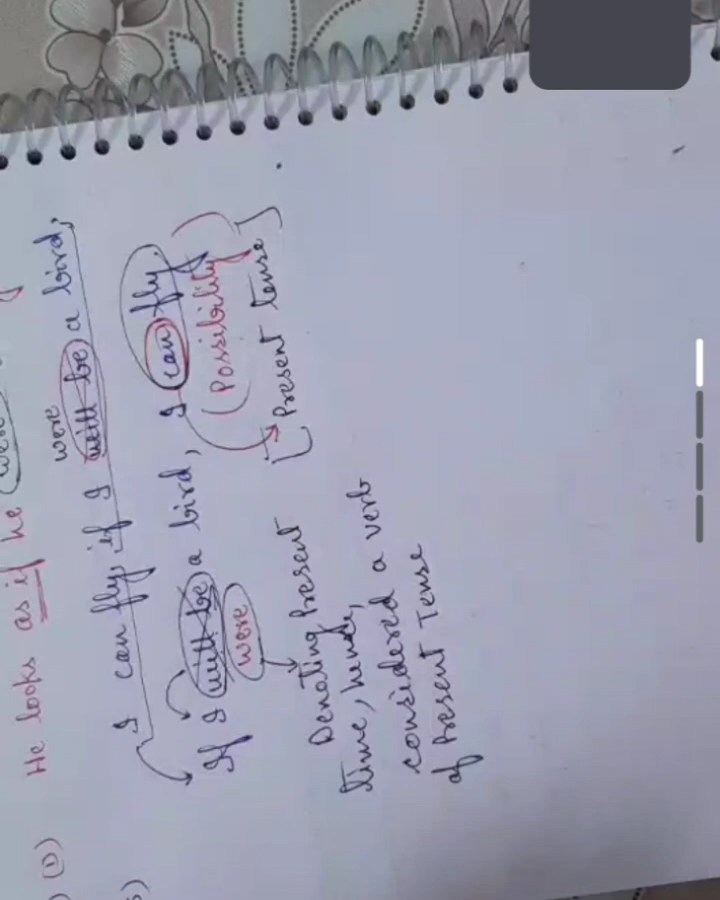 (1) He looks as if he were
were
I can fly, if I will be a bird,
If I will be a bird, I can fly
were
(Possibility)
[Present tense]
Denoting Present
time, hence,
considered a verb
of Present Tense